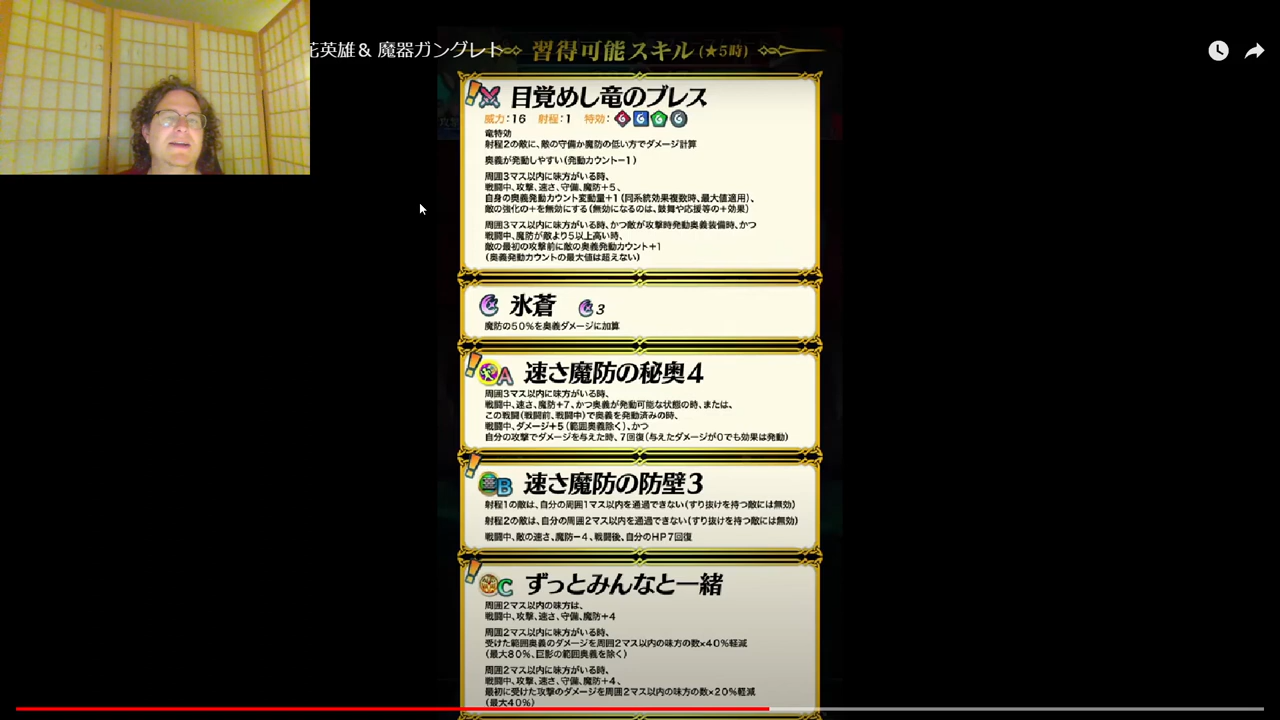 花英雄＆ 魔器ガングレト
習得可能スキル(★5時)
目覚めし竜のブレス
威力:16 射程:1 特効:
竜特効
射程2の敵に、敵の守備か魔防の低い方でダメージ計算
奥義が発動しやすい(発動カウント-1)
周囲3マス以内に味方がいる時、
戦闘中、攻撃、速さ、守備、魔防+5、
自身の奥義発動カウント変動量+1(同系統効果複数時、最大値適用)、
敵の強化の+を無効にする(無効になるのは、鼓舞や応援等の+効果)
周囲3マス以内に味方がいる時、かつ敵が攻撃時発動奥義装備時、かつ
戦闘中、魔防が敵より5以上高い時、
敵の最初の攻撃前に敵の奥義発動カウント+1
(奥義発動カウントの最大値は超えない)
氷蒼 3
魔防の50%を奥義ダメージに加算
A 速さ魔防の秘奥4
周囲3マス以内に味方がいる時、
戦闘中、速さ、魔防+7、かつ奥義が発動可能な状態の時、または、
この戦闘(戦闘前、戦闘中)で奥義を発動済みの時、
戦闘中、ダメージ+5(範囲奥義除く)、かつ
自分の攻撃でダメージを与えた時、7回復(与えたダメージが0でも効果は発動)
B 速さ魔防の防壁3
射程1の敵は、自分の周囲1マス以内を通過できない(すり抜けを持つ敵には無効)
射程2の敵は、自分の周囲2マス以内を通過できない(すり抜けを持つ敵には無効)
戦闘中、敵の速さ、魔防-4、戦闘後、自分のHP7回復
C ずっとみんなと一緒
周囲2マス以内の味方は、
戦闘中、攻撃、速さ、守備、魔防+4
周囲2マス以内に味方がいる時、
受けた範囲奥義のダメージを周囲2マス以内の味方の数×40%軽減
(最大80%、巨影の範囲奥義を除く)
周囲2マス以内に味方がいる時、
戦闘中、攻撃、速さ、守備、魔防+4、
最初に受けた攻撃のダメージを周囲2マス以内の味方の数×20%軽減
(最大40%)